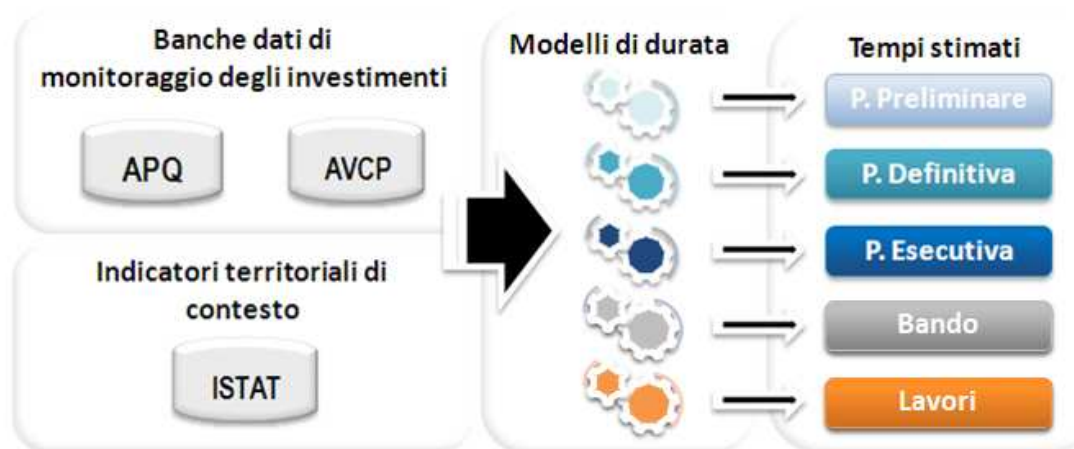 Banche dati di
monitoraggio degli investimenti
APQ
AVCP
Indicatori territoriali di
contesto
ISTAT
Modelli di durata
Tempi stimati
P. Preliminare
P. Definitiva
P. Esecutiva
Bando
Lavori